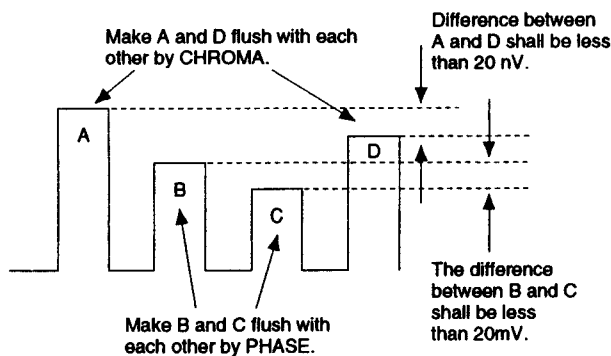 Make A and D flush with each
other by CHROMA.
Difference between
A and D shall be less
than 20 nV.
A
B
C
D
Make B and C flush with
each other by PHASE.
The difference
between B and C
shall be less
than 20mV.